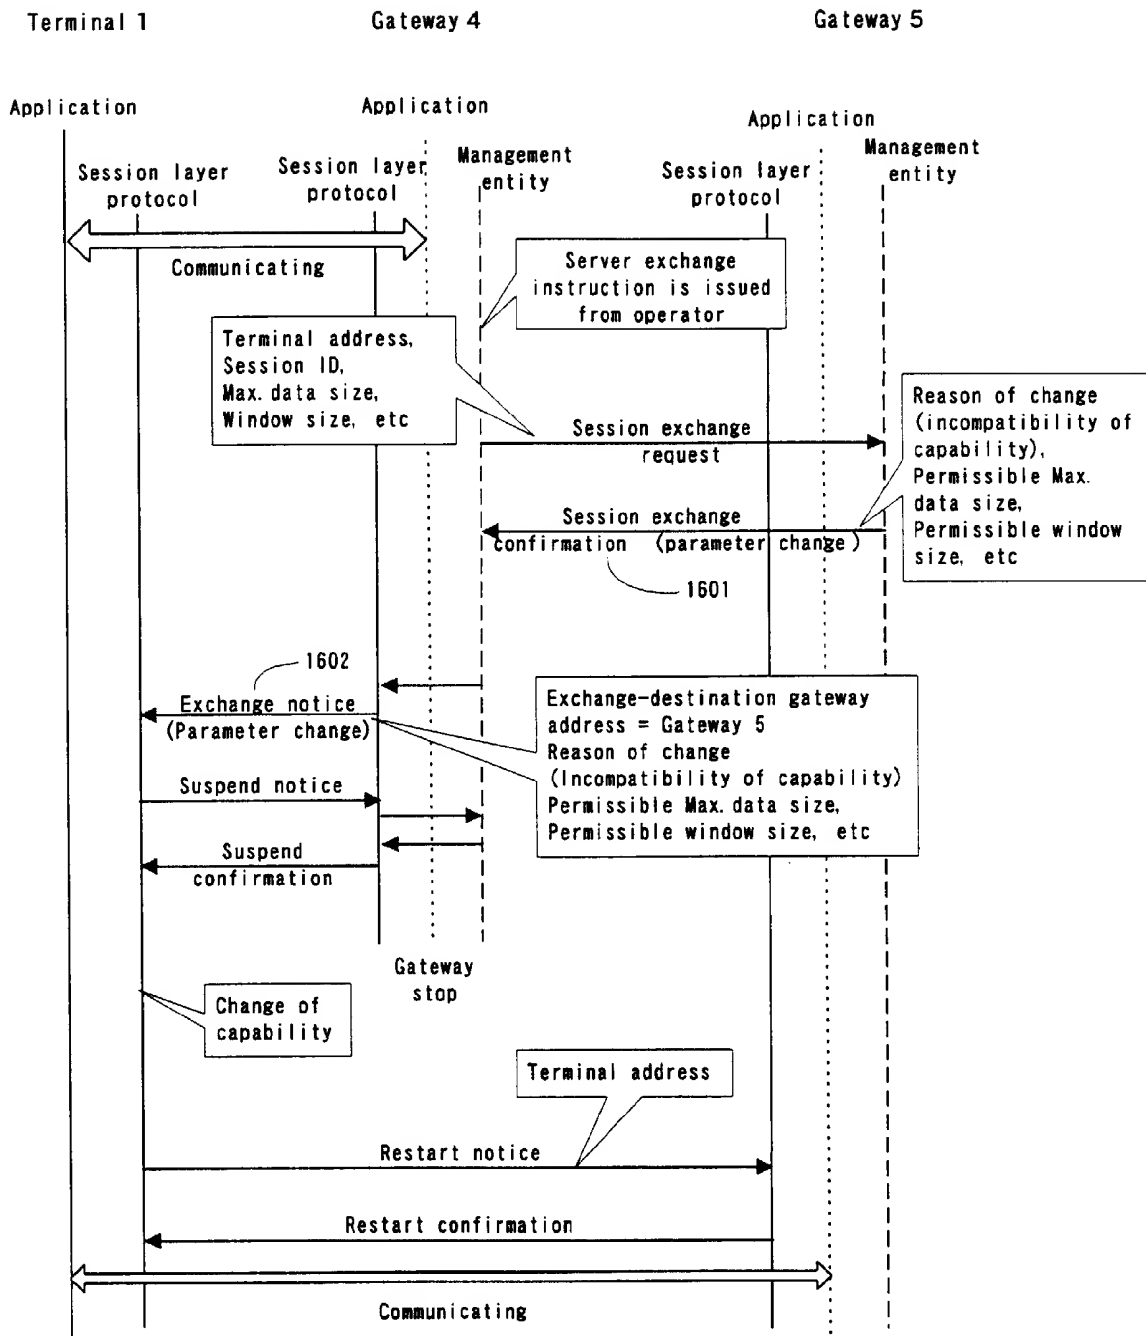 Terminal 1
Gateway 4
Gateway 5
Application
Application
Application
Session layer
protocol
Session layer
protocol
Management
entity
Session layer
protocol
Management
entity
Communicating
Server exchange
instruction is issued
from operator
Terminal address,
Session ID,
Max. data size,
Window size, etc
Session exchange
request
Reason of change
(incompatibility of
capability),
Permissible Max.
data size,
Permissible window
size, etc
Session exchange
confirmation (parameter change)
1601
1602
Exchange notice
(Parameter change)
Exchange-destination gateway
address = Gateway 5
Reason of change
(Incompatibility of capability)
Permissible Max. data size,
Permissible window size, etc
Suspend notice
Suspend
confirmation
Gateway
stop
Change of
capability
Terminal address
Restart notice
Restart confirmation
Communicating